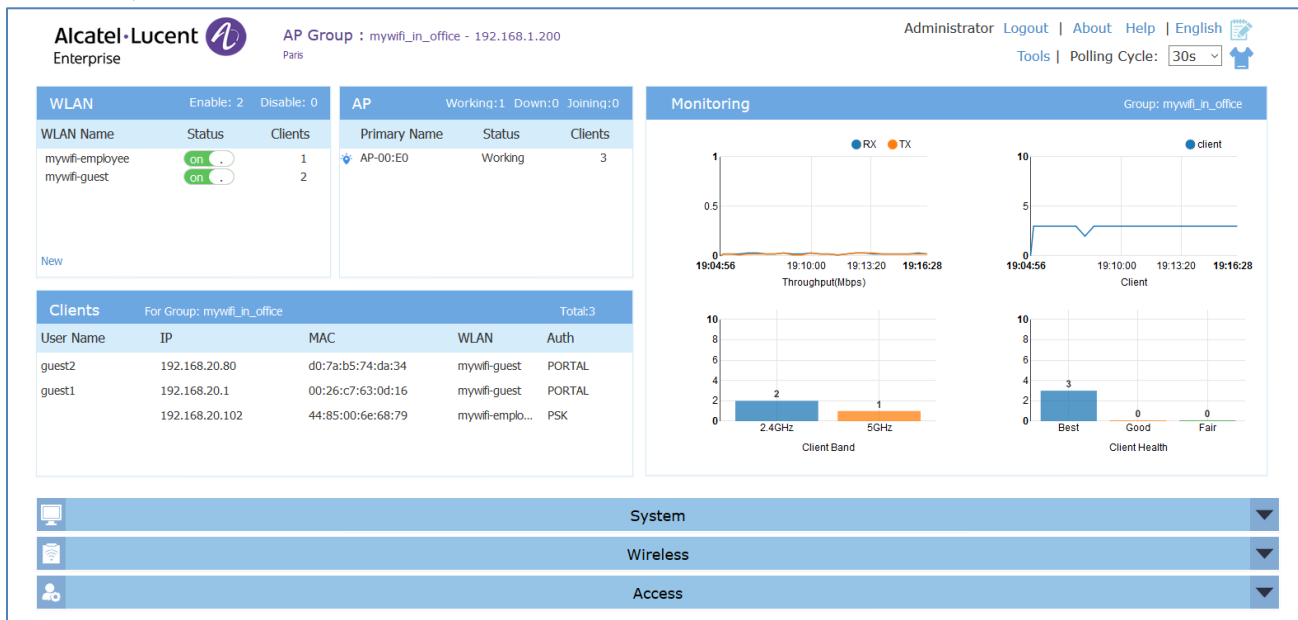 Alcatel·Lucent
Enterprise
AP Group : mywifi_in_office - 192.168.1.200
Paris
Administrator Logout | About Help | English
Tools | Polling Cycle: 30s
WLAN Enable: 2 Disable: 0
WLAN Name Status Clients
mywifi-employee on . 1
mywifi-guest on . 2
New
AP Working:1 Down:0 Joining:0
Primary Name Status Clients
AP-00:E0 Working 3
Clients For Group: mywifi_in_office Total:3
User Name IP MAC WLAN Auth
guest2 192.168.20.80 d0:7a:b5:74:da:34 mywifi-guest PORTAL
guest1 192.168.20.1 00:26:c7:63:0d:16 mywifi-guest PORTAL
192.168.20.102 44:85:00:6e:68:79 mywifi-emplo... PSK
Monitoring Group: mywifi_in_office
RX TX
1
0.5
0
19:04:56 19:10:00 19:13:20 19:16:28
Throughput(Mbps)
client
10
5
0
19:04:56 19:10:00 19:13:20 19:16:28
Client
10
8
6
4
2
0
2
1
2.4GHz 5GHz
Client Band
10
8
6
4
2
0
3
0
0
Best Good Fair
Client Health
System
Wireless
Access